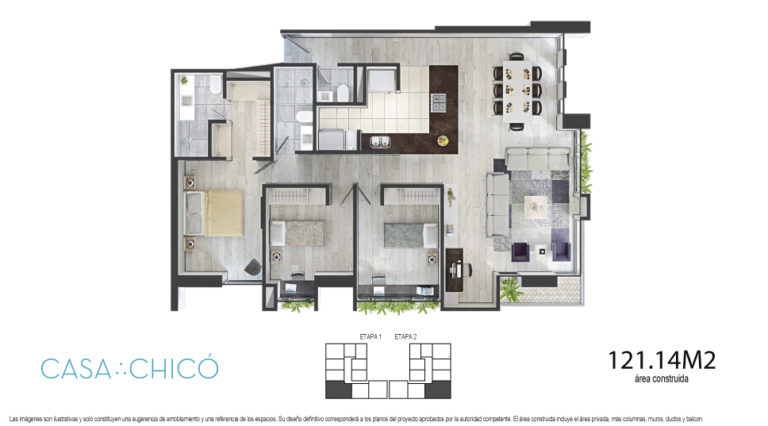 ETAPA 1 ETAPA 2
CASA∴CHICÓ
121.14M2
área construida
Las imágenes son ilustrativas y solo constituyen una sugerencia de amoblamiento y una referencia de los espacios. Su diseño definitivo corresponderá a los planos del proyecto aprobados por la autoridad competente. El área construida incluye el área privada, más columnas, muros, ductos y balcon.